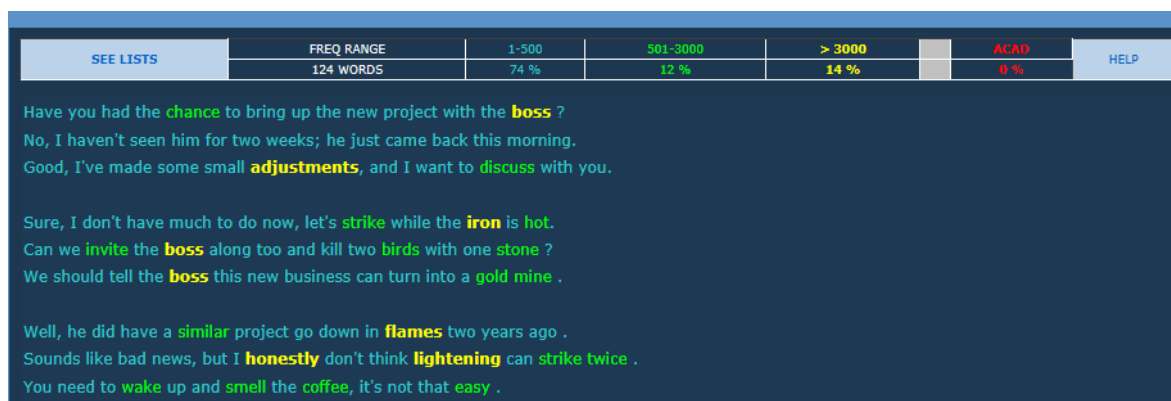 SEE LISTS FREQ RANGE 1-500 501-3000 > 3000 ACAD HELP
124 WORDS 74 % 12 % 14 % 0 %
Have you had the chance to bring up the new project with the boss ?
No, I haven't seen him for two weeks; he just came back this morning.
Good, I've made some small adjustments, and I want to discuss with you.
Sure, I don't have much to do now, let's strike while the iron is hot.
Can we invite the boss along too and kill two birds with one stone ?
We should tell the boss this new business can turn into a gold mine .
Well, he did have a similar project go down in flames two years ago .
Sounds like bad news, but I honestly don't think lightening can strike twice .
You need to wake up and smell the coffee, it's not that easy .